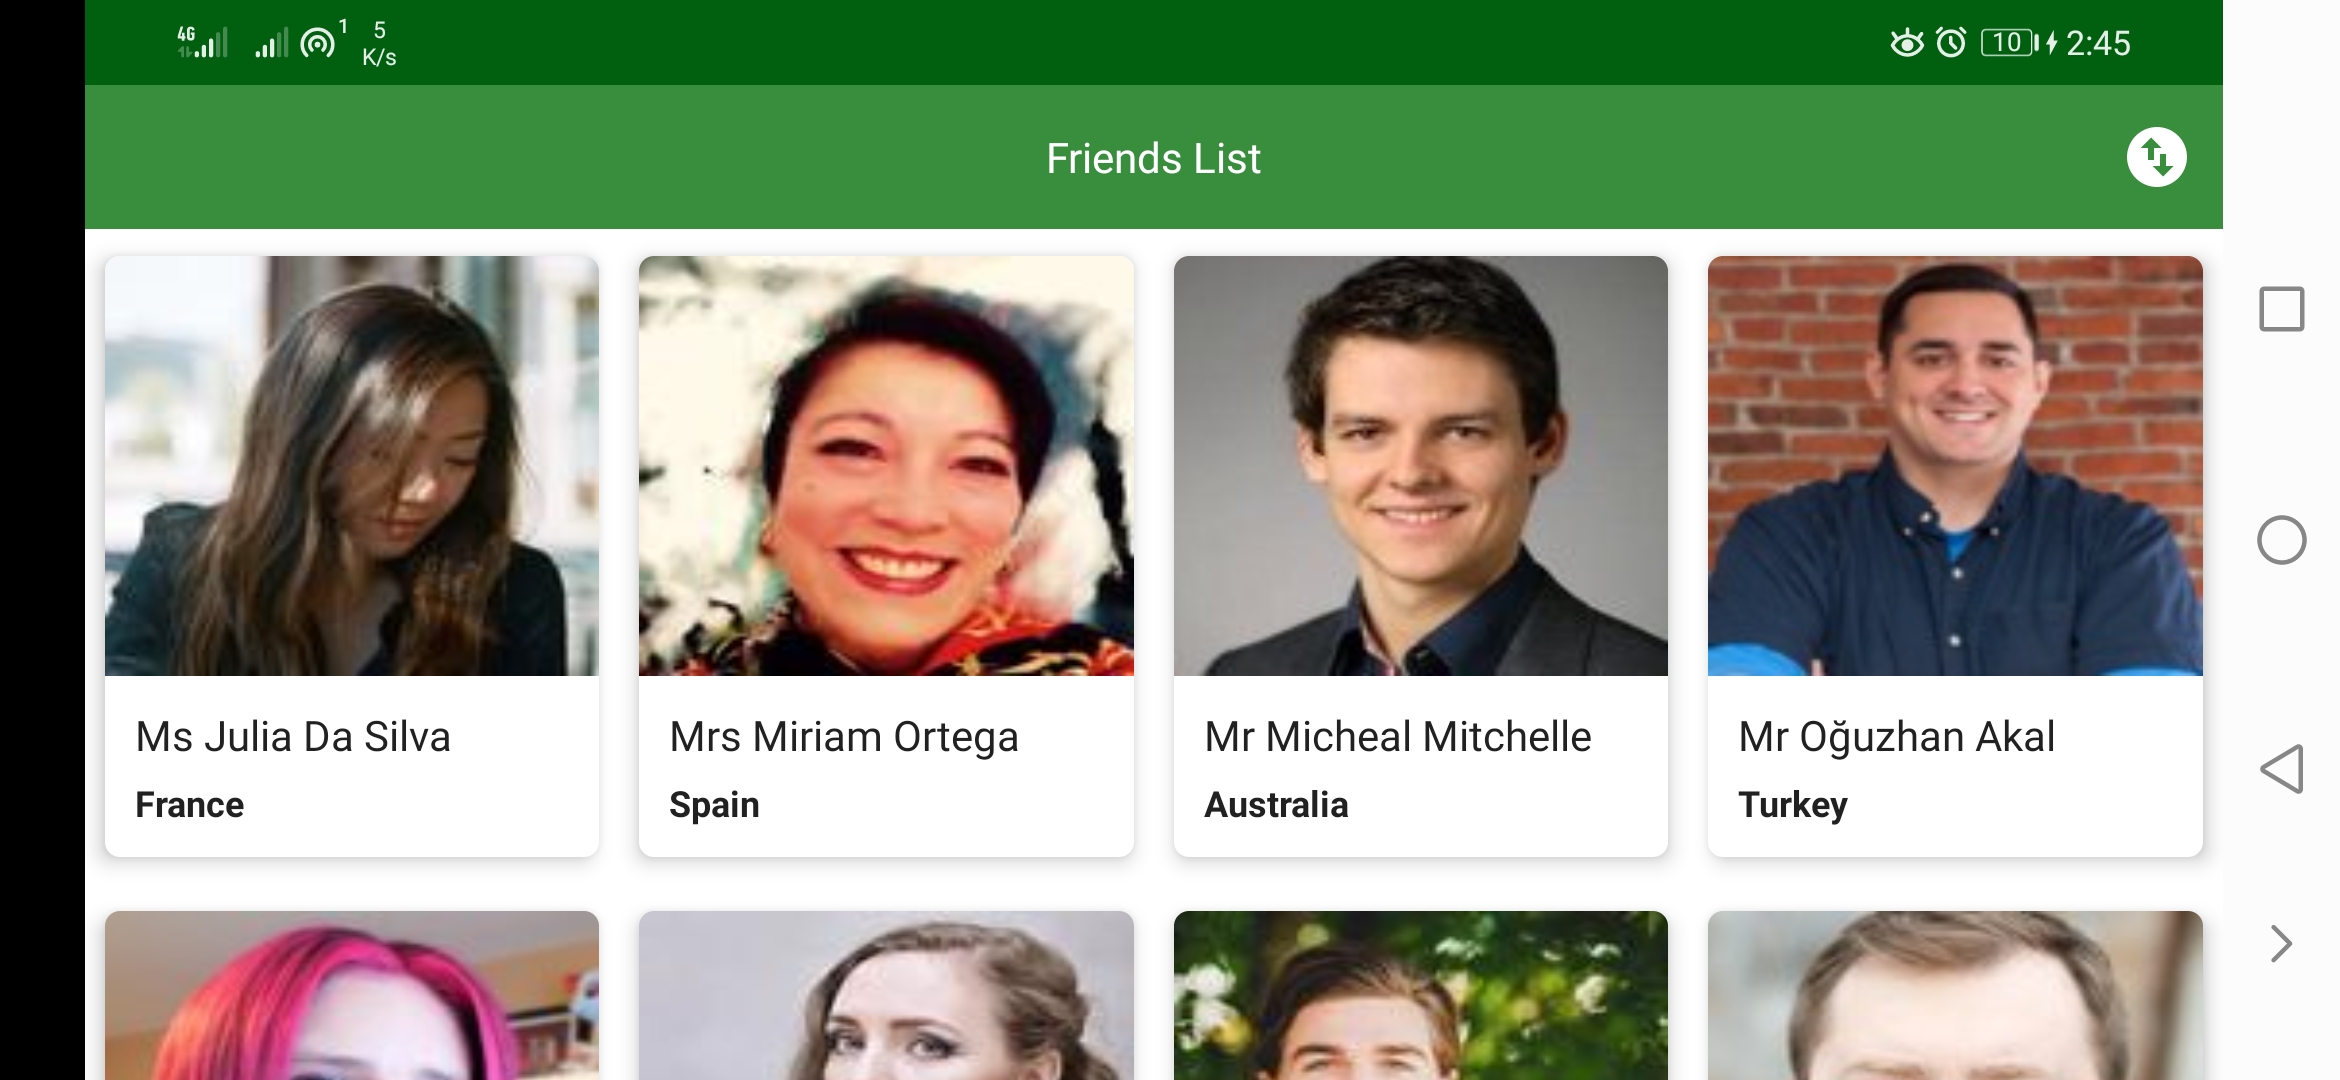 4G
1
5
K/s
10
2:45
Friends List
Ms Julia Da Silva
France
Mrs Miriam Ortega
Spain
Mr Micheal Mitchelle
Australia
Mr Oğuzhan Akal
Turkey